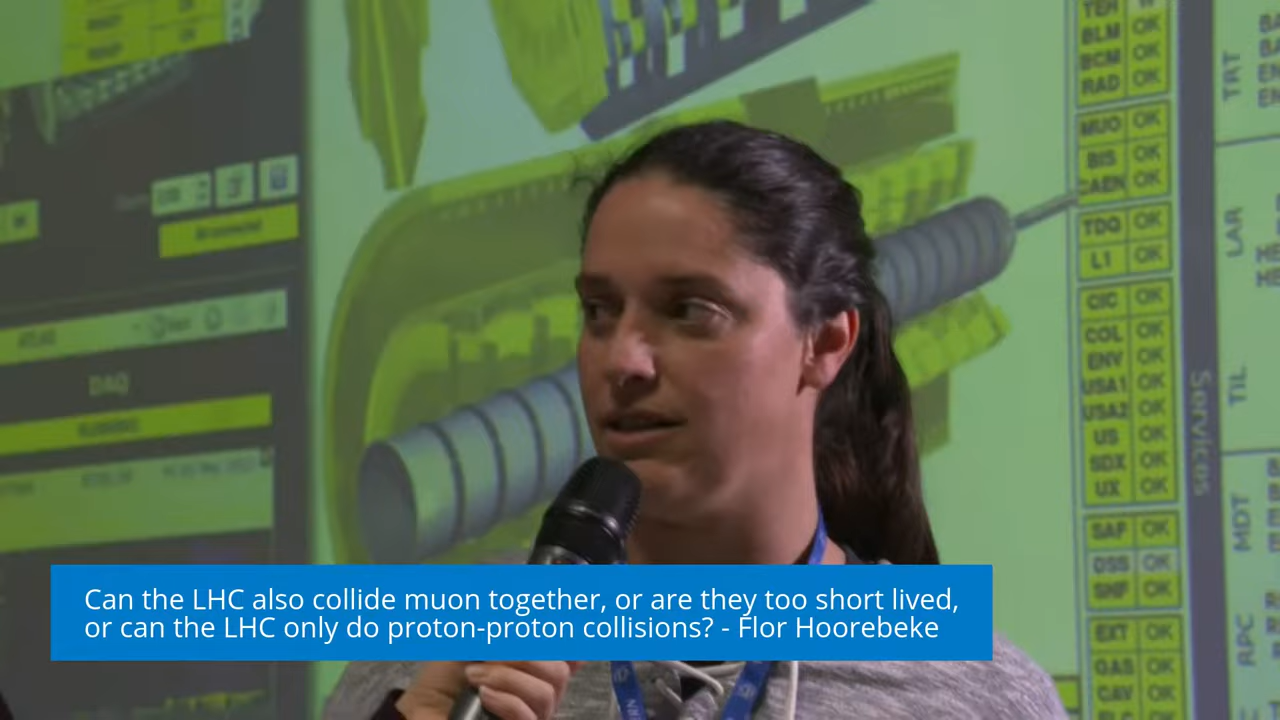 TEH
BLM OK
BCM OK
RAD OK
MUO OK
BIS OK
CAEN OK
TDQ OK
L1 OK
CIC OK
COL OK
ENV OK
USA1 OK
USA2 OK
US OK
SDX OK
UX OK
SAF OK
DSS OK
SNF OK
EXT OK
GAS OK
CAV OK
Services
TRT
LAR
TIL
MDT
RPC
DAQ
Can the LHC also collide muon together, or are they too short lived,
or can the LHC only do proton-proton collisions? - Flor Hoorebeke